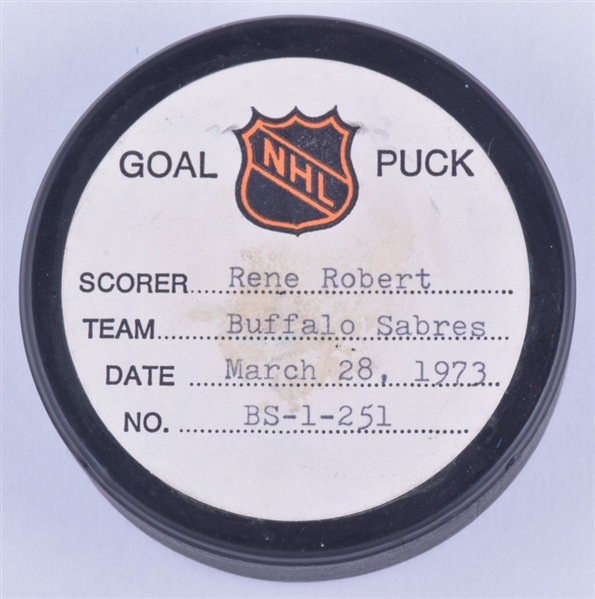 GOAL NHL PUCK
SCORER Rene Robert
TEAM Buffalo Sabres
DATE March 28, 1973
NO. BS-1-251